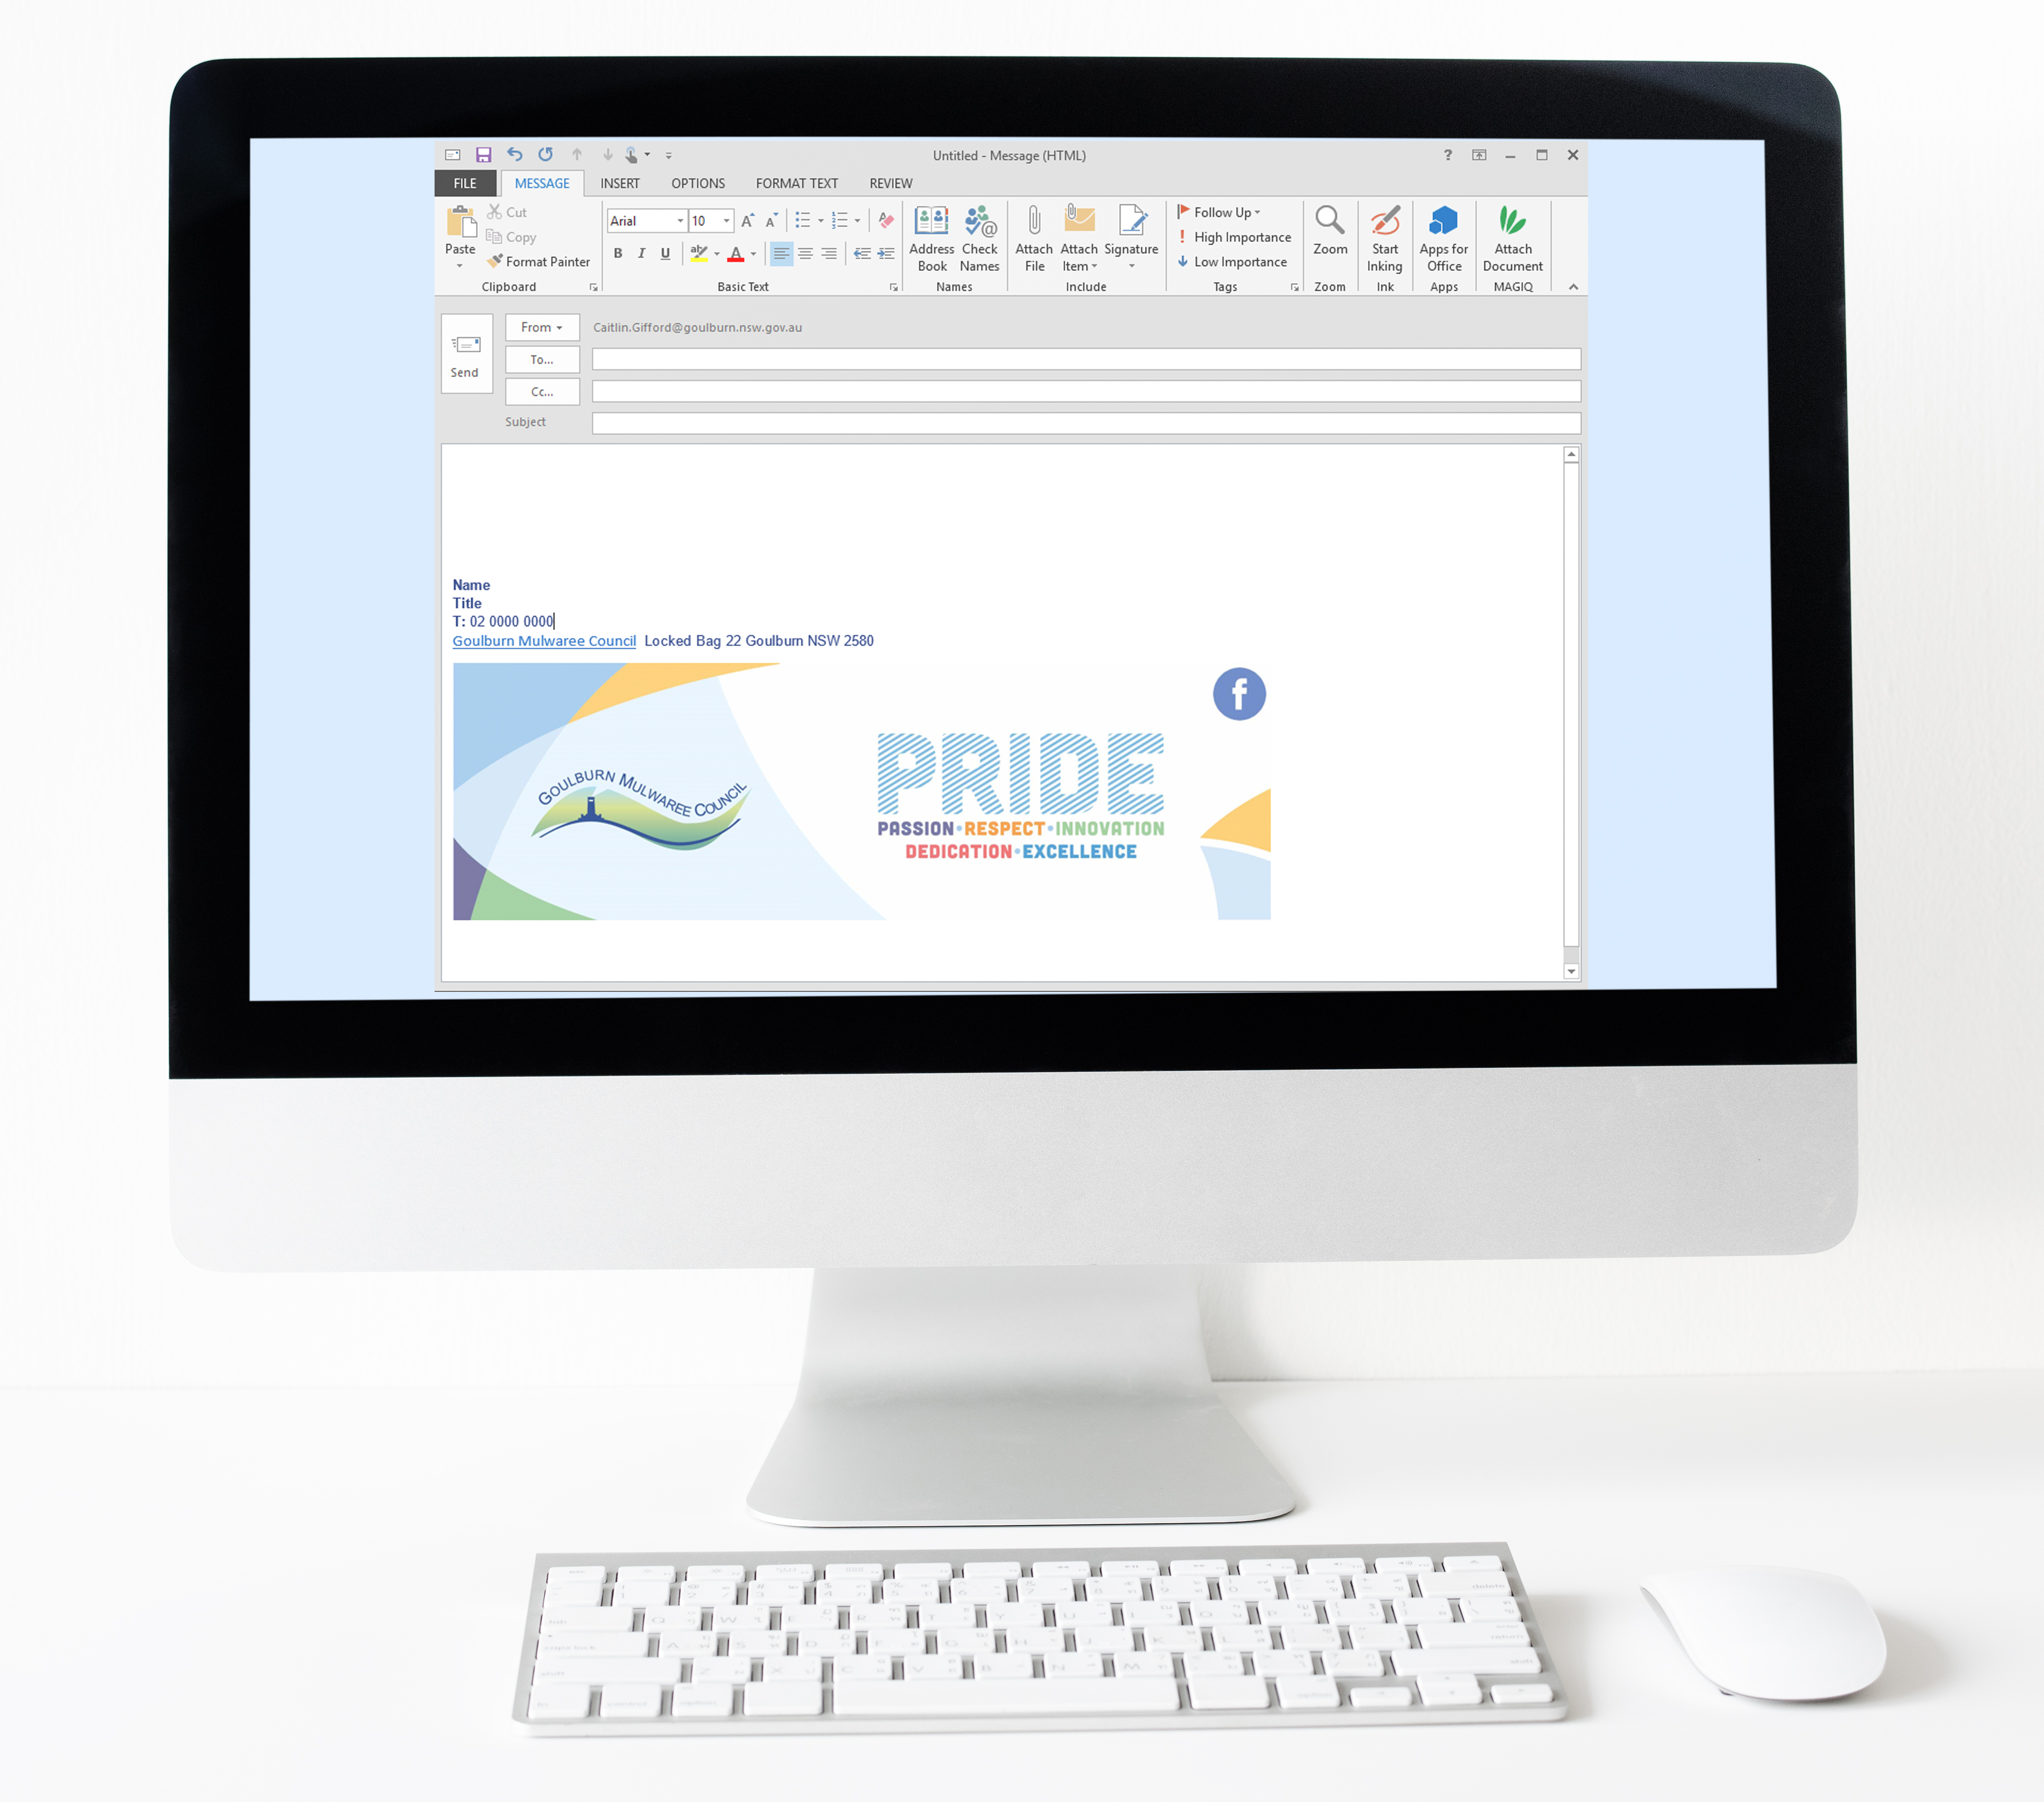 Untitled - Message (HTML)
?
FILE MESSAGE INSERT OPTIONS FORMAT TEXT REVIEW
Paste
Cut
Copy
Format Painter
Clipboard
Arial 10
B I U
Basic Text
Address Book
Check Names
Names
Attach File
Attach Item
Signature
Include
Follow Up
High Importance
Low Importance
Tags
Zoom
Zoom
Start Inking
Ink
Apps for Office
Apps
Attach Document
MAGIQ
Send
From Caitlin.Gifford@goulburn.nsw.gov.au
To...
Cc...
Subject
Name
Title
T: 02 0000 0000
Goulburn Mulwaree Council Locked Bag 22 Goulburn NSW 2580
f
GOULBURN MULWAREE COUNCIL
PRIDE
PASSION•RESPECT•INNOVATION
DEDICATION•EXCELLENCE
delete
Q W E R T Y U
A S D F G H J K L
Z X C V B N M